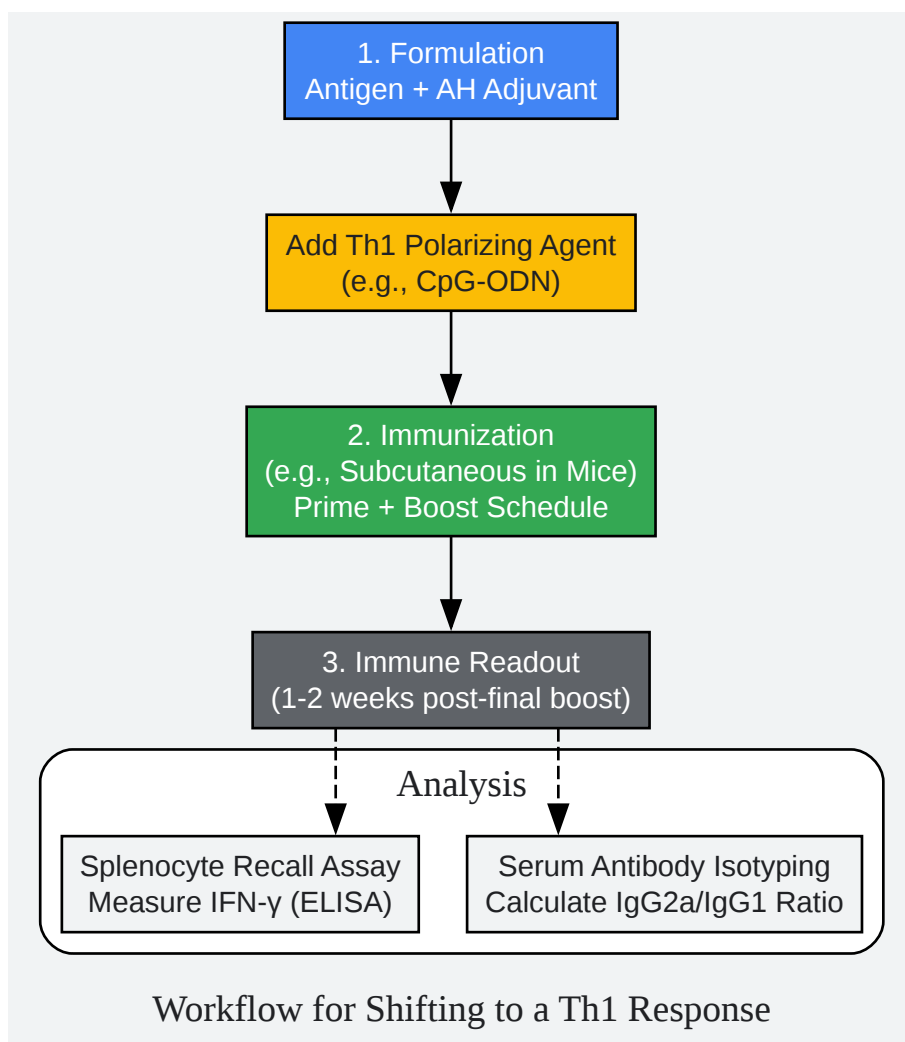 1. Formulation
Antigen + AH Adjuvant
Add Th1 Polarizing Agent
(e.g., CpG-ODN)
2. Immunization
(e.g., Subcutaneous in Mice)
Prime + Boost Schedule
3. Immune Readout
(1-2 weeks post-final boost)
Analysis
Splenocyte Recall Assay
Measure IFN-γ (ELISA)
Serum Antibody Isotyping
Calculate IgG2a/IgG1 Ratio
Workflow for Shifting to a Th1 Response